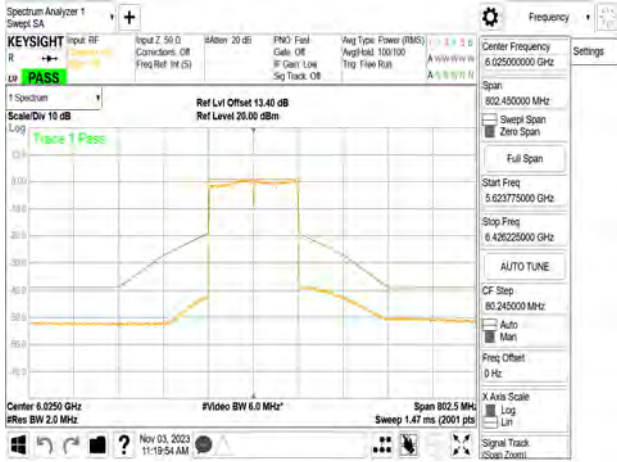 Spectrum Analyzer 1
Swept SA
+
Frequency
KEYSIGHT
Input: RF
Input Z: 50 Ω
#Atten: 20 dB
PNO: Fast
Avg Type: Power (RMS)
Corrections: Off
Gate: Off
Avg|Hold: 100/100
Freq Ref: Int (S)
IF Gain: Low
Trig: Free Run
Sig Track: Off
R
PASS
1 Spectrum
Scale/Div 10 dB
Ref Lvl Offset 13.40 dB
Ref Level 20.00 dBm
Log
Trace 1 Pass
Center 6.0250 GHz
#Video BW 6.0 MHz*
Span 802.5 MHz
#Res BW 2.0 MHz
Sweep 1.47 ms (2001 pts
Nov 03, 2023
11:19:54 AM
?
Settings
Center Frequency
6.025000000 GHz
Span
802.450000 MHz
Swept Span
Zero Span
Full Span
Start Freq
5.623775000 GHz
Stop Freq
6.426225000 GHz
AUTO TUNE
CF Step
80.245000 MHz
Auto
Man
Freq Offset
0 Hz
X Axis Scale
Log
Lin
Signal Track
(Span Zoom)